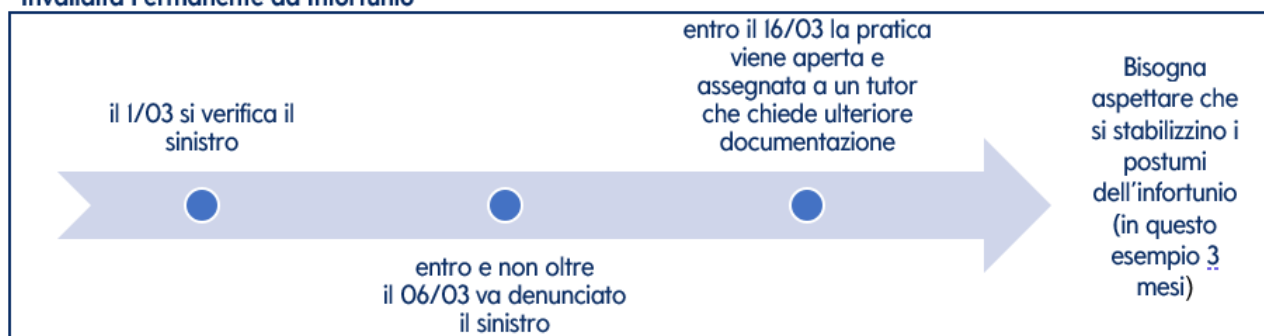 Invalidità Permanente da Infortunio
il 1/03 si verifica il
sinistro
entro e non oltre
il 06/03 va denunciato
il sinistro
entro il 16/03 la pratica
viene aperta e
assegnata a un tutor
che chiede ulteriore
documentazione
Bisogna
aspettare che
si stabilizzino i
postumi
dell'infortunio
(in questo
esempio 3
mesi)